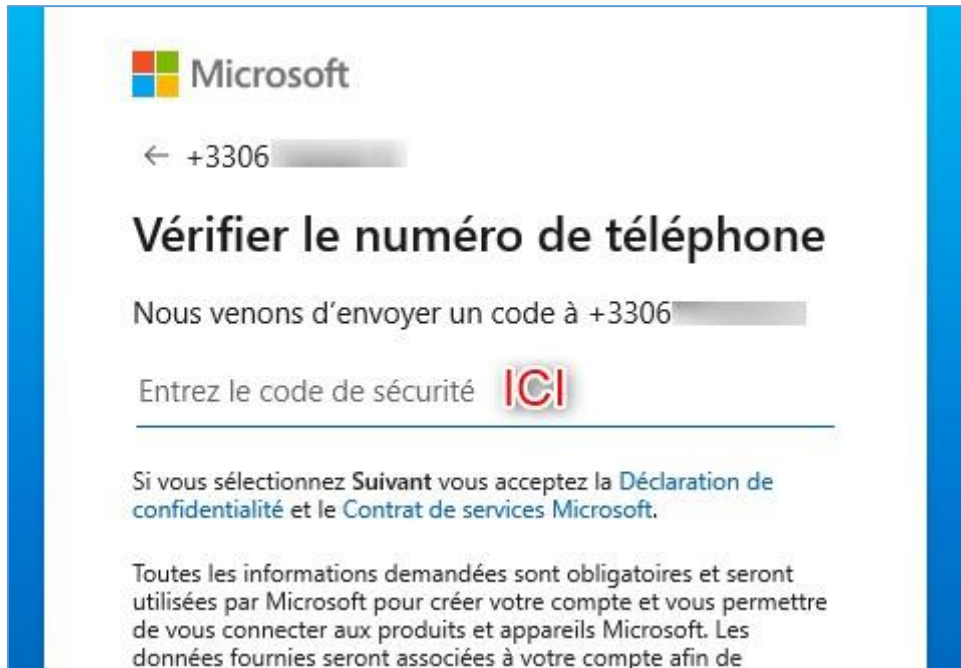 Microsoft
← +3306
Vérifier le numéro de téléphone
Nous venons d'envoyer un code à +3306
Entrez le code de sécurité ICI
Si vous sélectionnez Suivant vous acceptez la Déclaration de
confidentialité et le Contrat de services Microsoft.
Toutes les informations demandées sont obligatoires et seront
utilisées par Microsoft pour créer votre compte et vous permettre
de vous connecter aux produits et appareils Microsoft. Les
données fournies seront associées à votre compte afin de